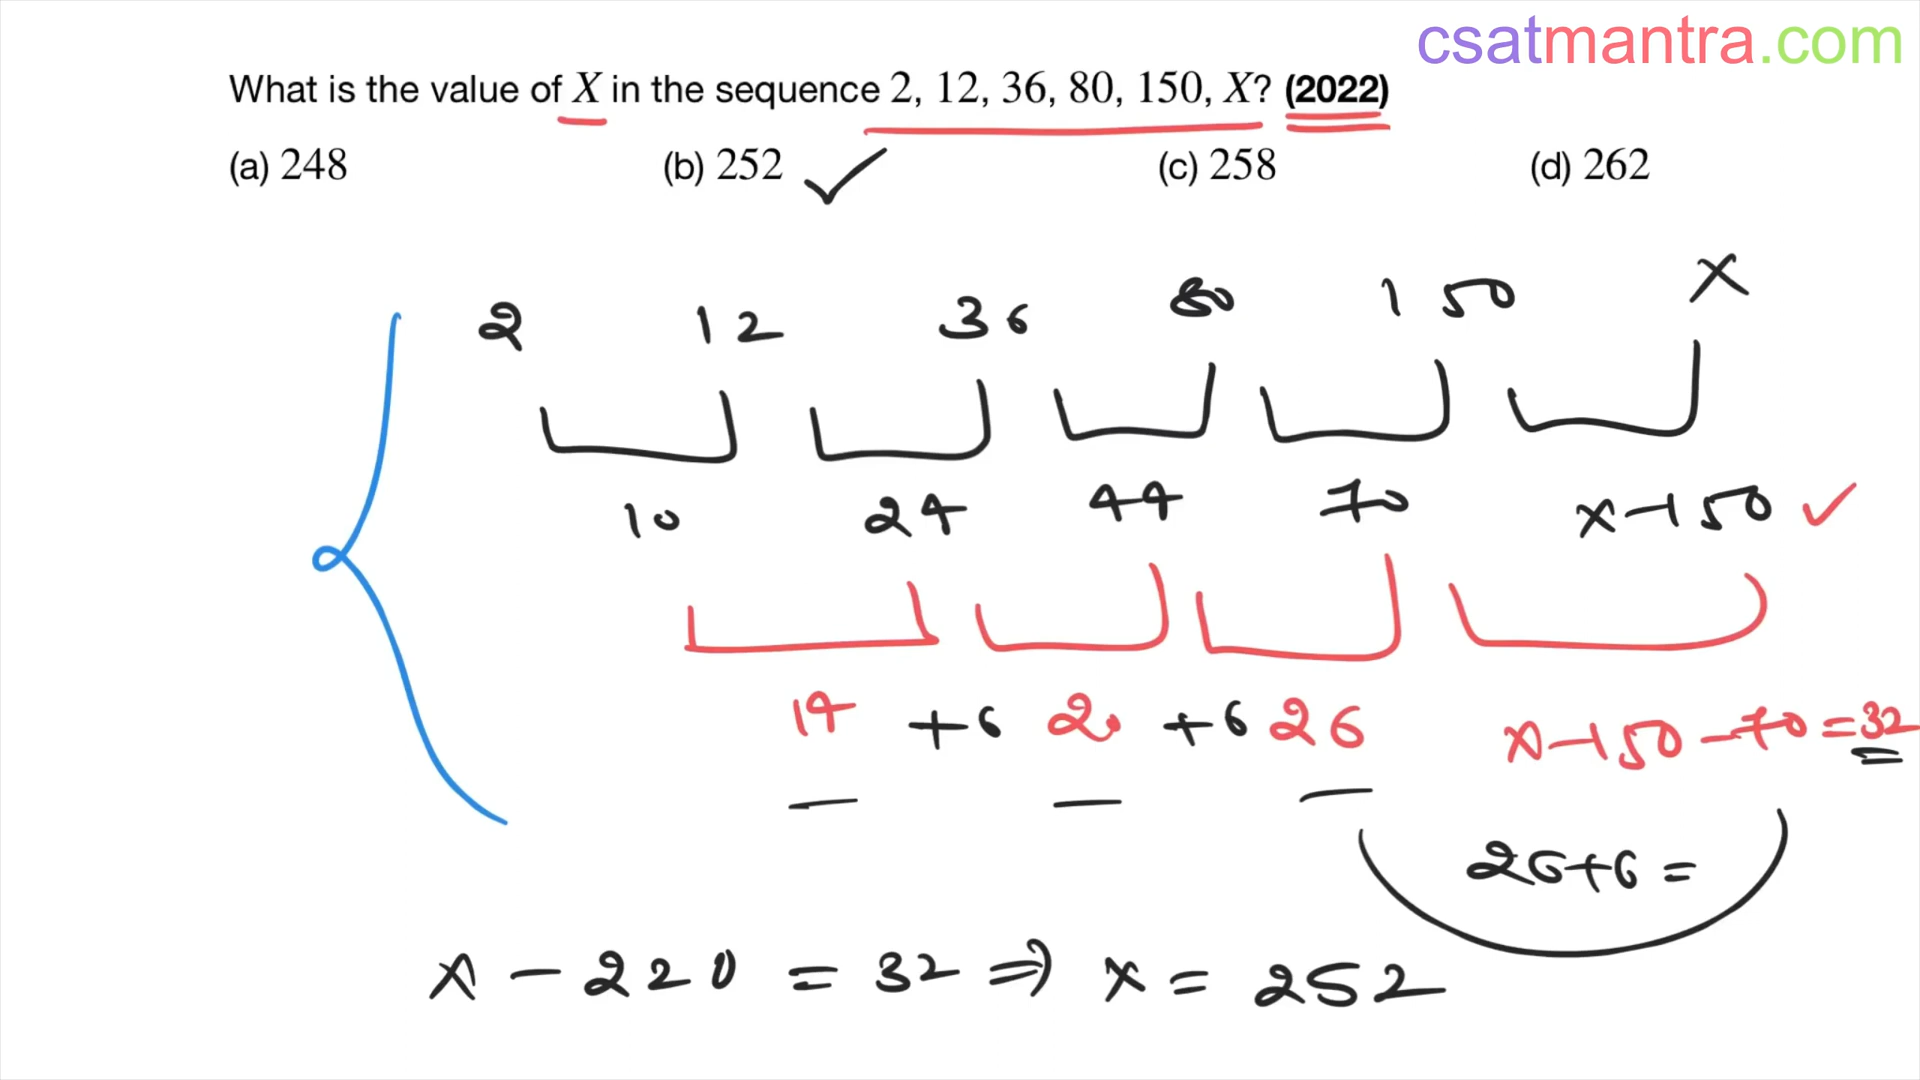 csatmantra.com
What is the value of X in the sequence 2, 12, 36, 80, 150, X? (2022)
(a) 248 (b) 252 (c) 258 (d) 262
2 12 36 80 150 X
10 24 44 70 x-150
14 +6 20 +6 26 x-150-70=32
26+6=
x-220=32⇒x=252